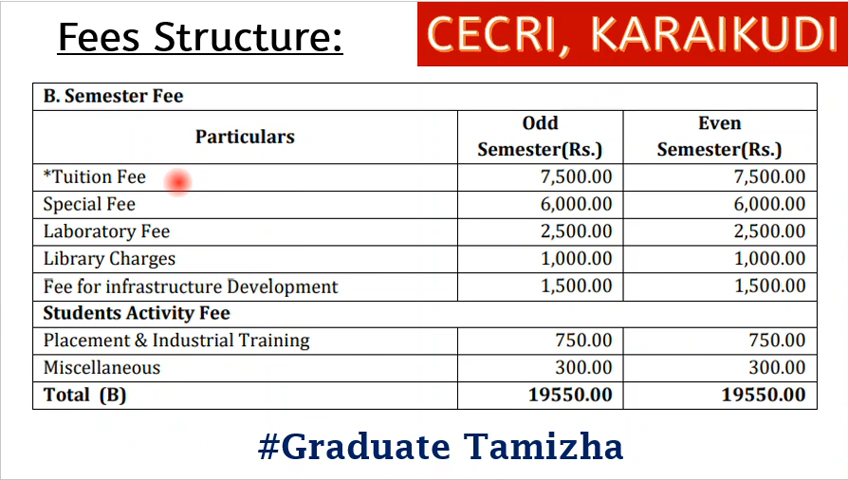 Fees Structure:
CECRI, KARAIKUDI
B. Semester Fee
Particulars Odd Semester(Rs.) Even Semester(Rs.)
*Tuition Fee 7,500.00 7,500.00
Special Fee 6,000.00 6,000.00
Laboratory Fee 2,500.00 2,500.00
Library Charges 1,000.00 1,000.00
Fee for infrastructure Development 1,500.00 1,500.00
Students Activity Fee
Placement & Industrial Training 750.00 750.00
Miscellaneous 300.00 300.00
Total (B) 19550.00 19550.00
#Graduate Tamizha